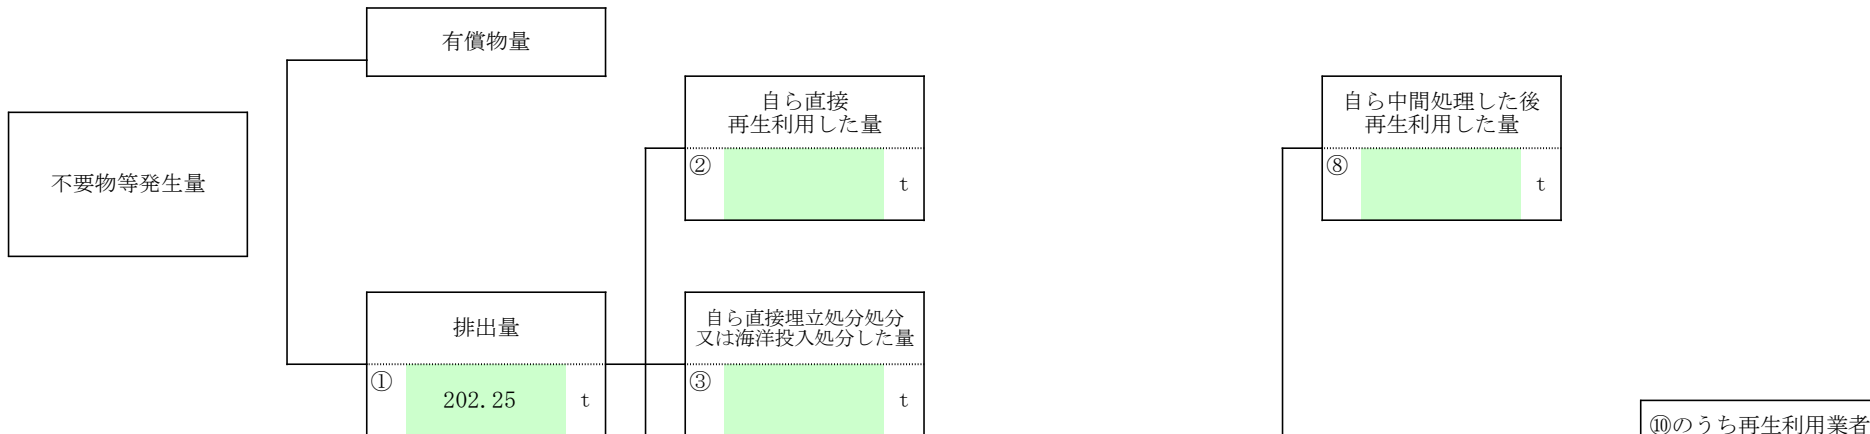 有償物量
自ら直接
再生利用した量
② t
自ら中間処理した後
再生利用した量
⑧ t
不要物等発生量
排出量
① 202.25 t
自ら直接埋立処分処分
又は海洋投入処分した量
③ t
⑩のうち再生利用業者